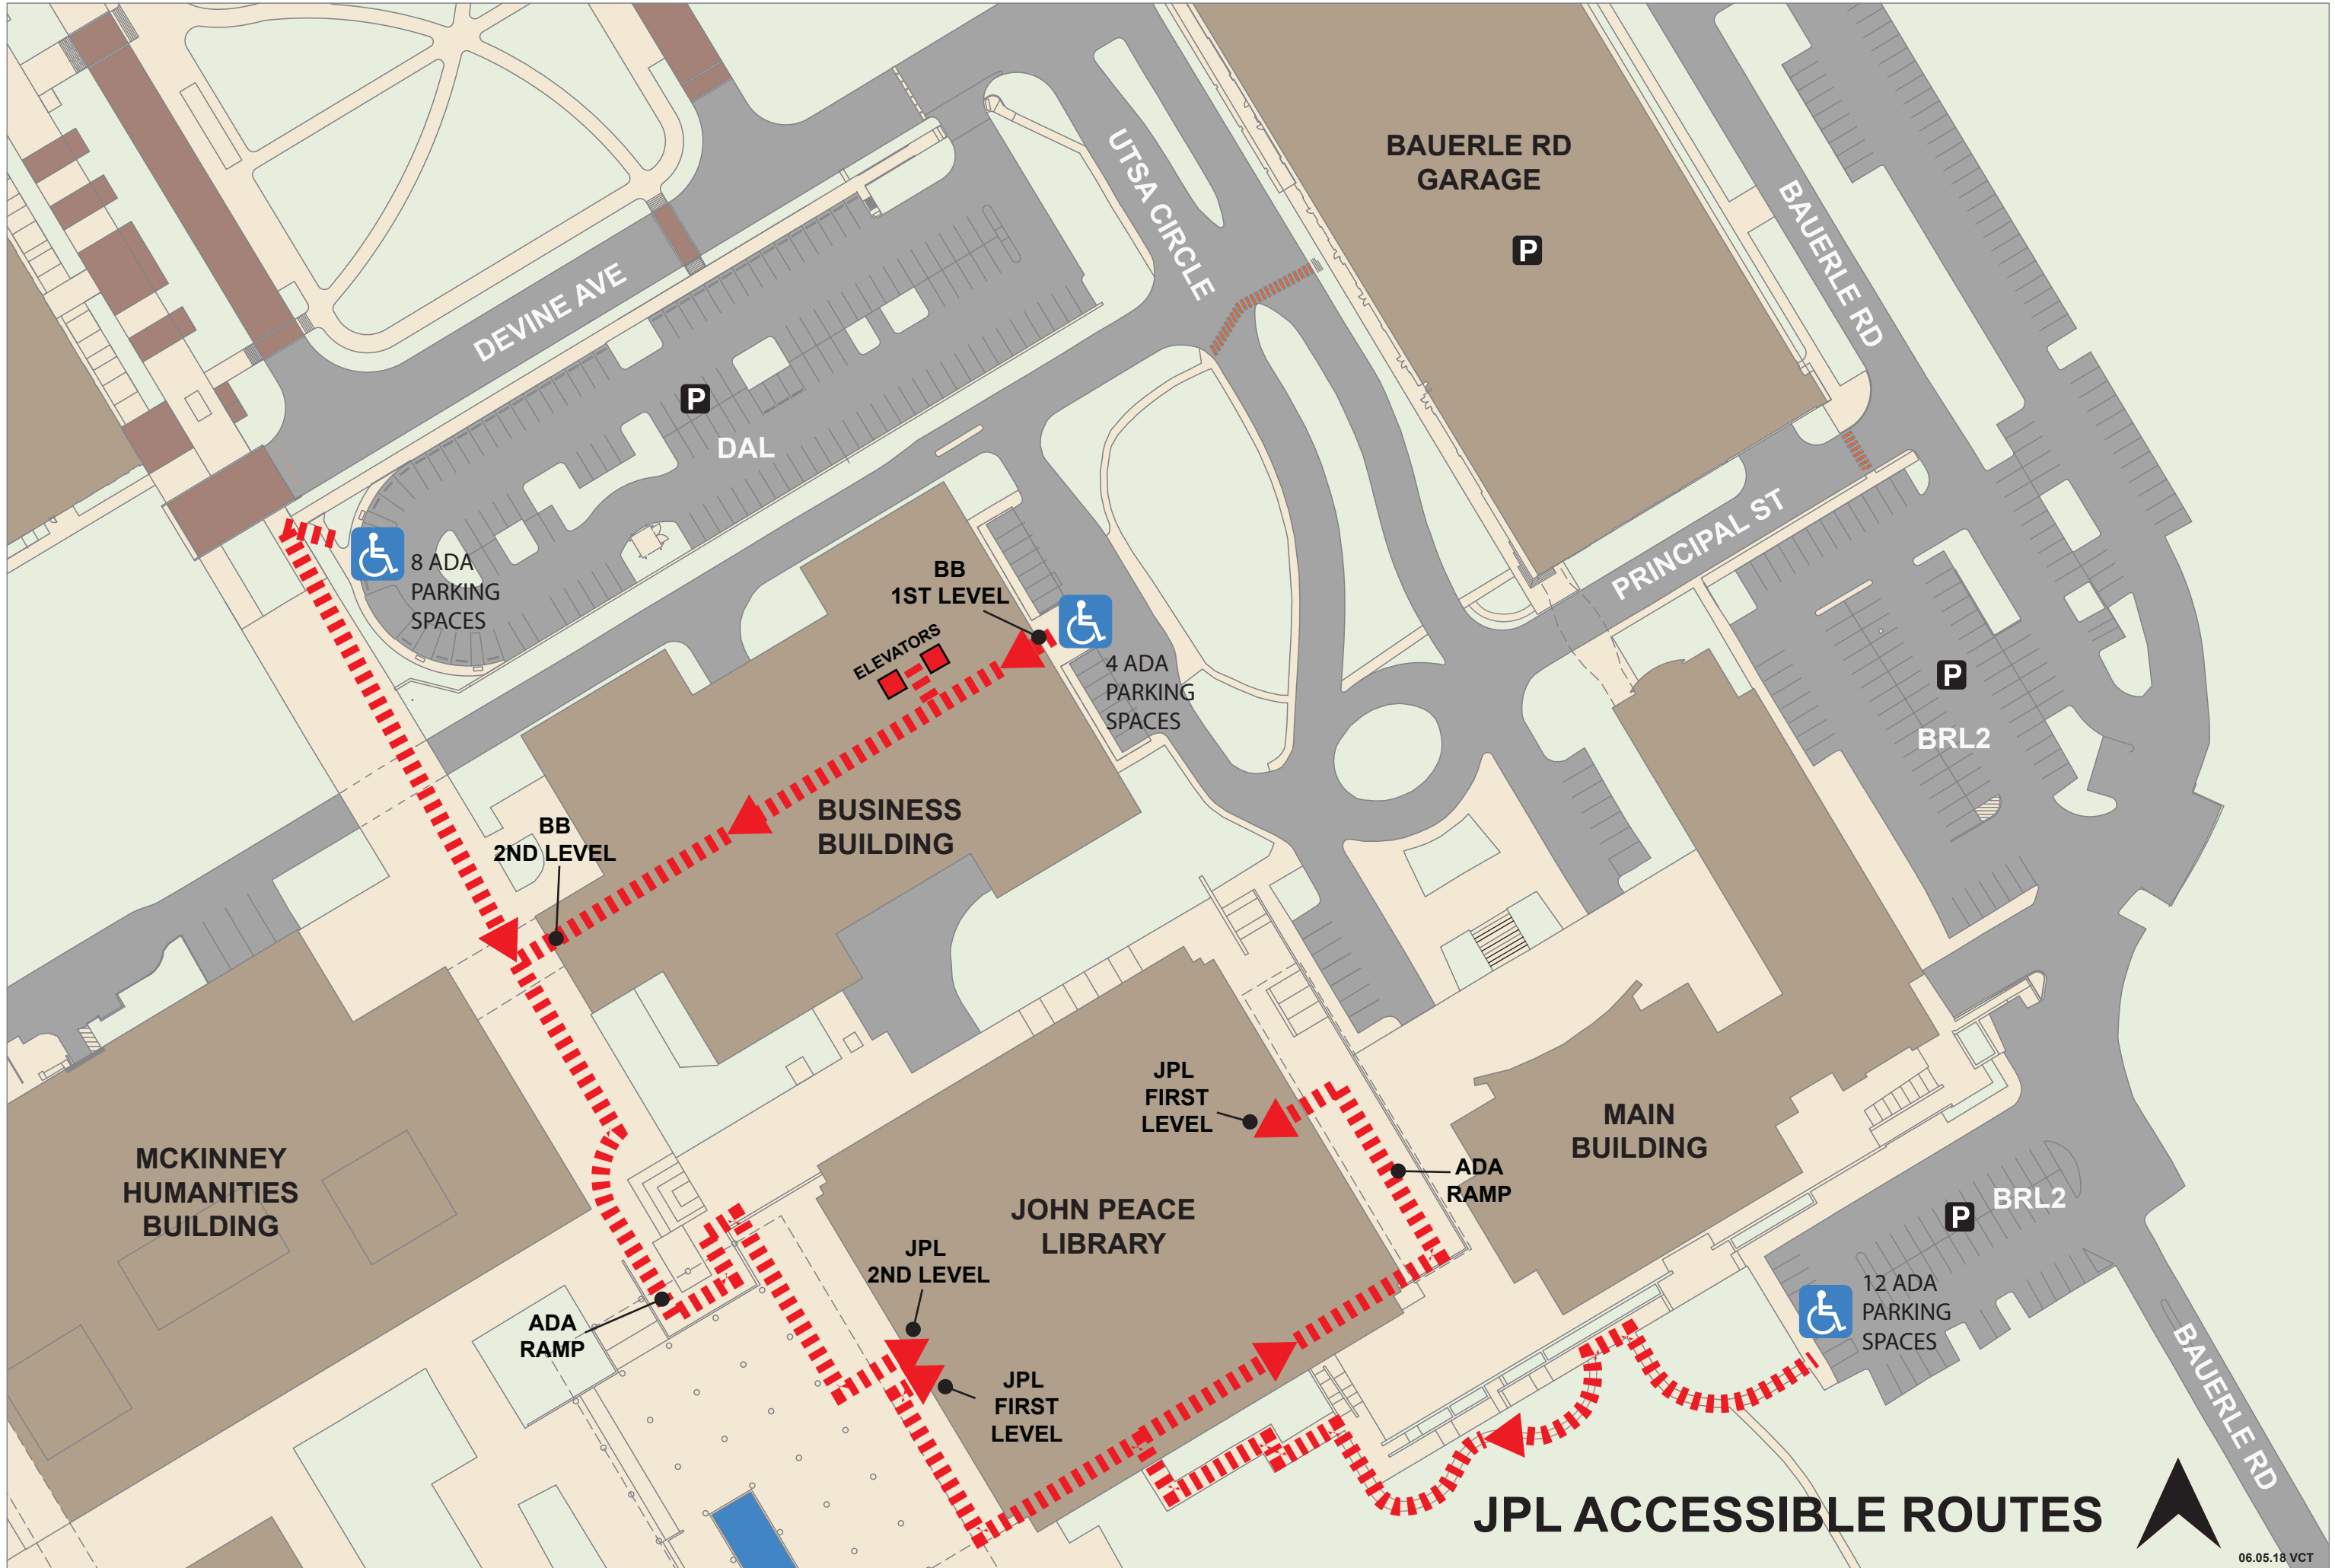 BAUERLE RD
GARAGE
P
UTSA CIRCLE
BAUERLE RD
DEVINE AVE
P
DAL
PRINCIPAL ST
8 ADA
PARKING
SPACES
BB
1ST LEVEL
ELEVATORS
4 ADA
PARKING
SPACES
P
BRL2
BUSINESS
BUILDING
BB
2ND LEVEL
JPL
FIRST
LEVEL
MAIN
BUILDING
ADA
RAMP
MCKINNEY
HUMANITIES
BUILDING
JOHN PEACE
LIBRARY
BRL2
P
JPL
2ND LEVEL
12 ADA
PARKING
SPACES
ADA
RAMP
JPL
FIRST
LEVEL
BAUERLE RD
JPL ACCESSIBLE ROUTES
06.05.18 VCT